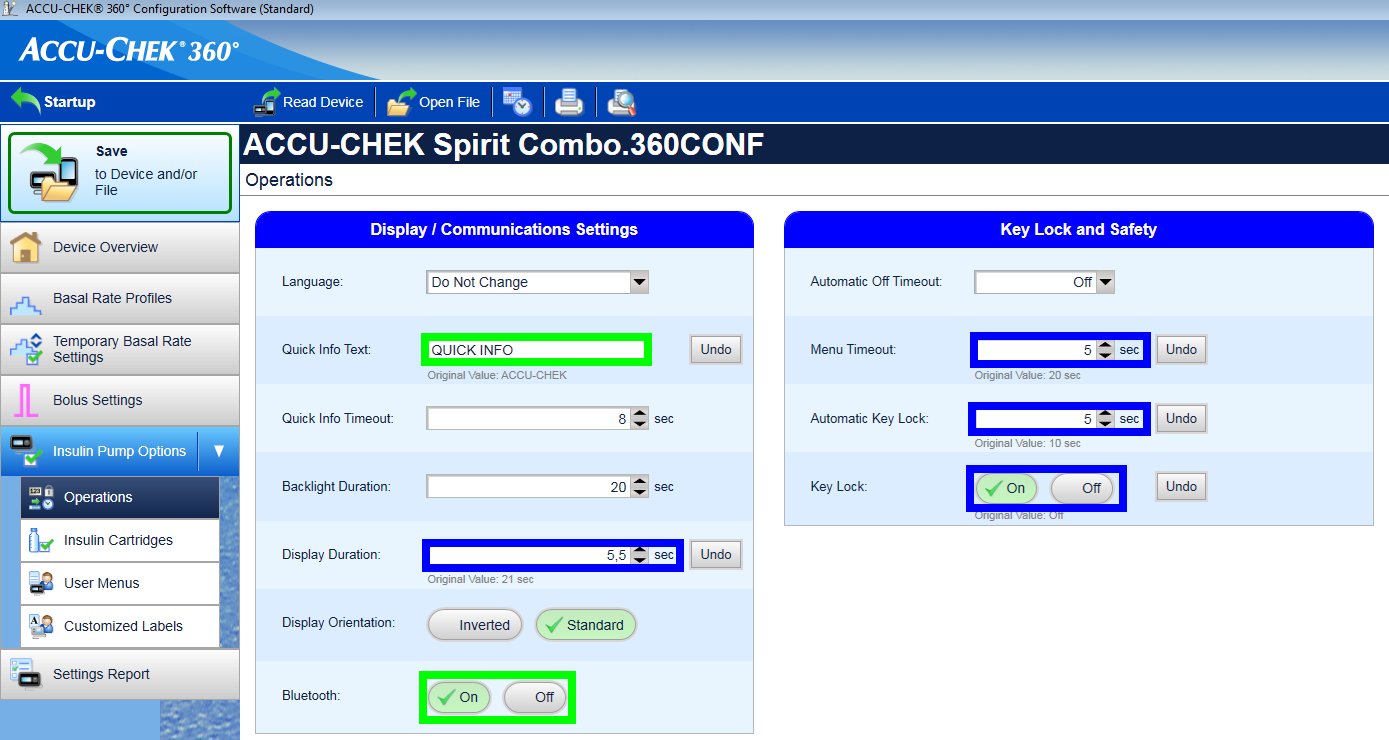 ACCU-CHEK® 360° Configuration Software (Standard)
ACCU-CHEK® 360°
Startup
Read Device
Open File
Save
to Device and/or
File
Device Overview
Basal Rate Profiles
Temporary Basal Rate
Settings
Bolus Settings
Insulin Pump Options
Operations
Insulin Cartridges
User Menus
Customized Labels
Settings Report
ACCU-CHEK Spirit Combo.360CONF
Operations
Display / Communications Settings
Language: Do Not Change
Quick Info Text: QUICK INFO Undo
Original Value: ACCU-CHEK
Quick Info Timeout: 8 sec
Backlight Duration: 20 sec
Display Duration: 5,5 sec Undo
Original Value: 21 sec
Display Orientation: Inverted Standard
Bluetooth: On Off
Key Lock and Safety
Automatic Off Timeout: Off
Menu Timeout: 5 sec Undo
Original Value: 20 sec
Automatic Key Lock: 5 sec Undo
Original Value: 10 sec
Key Lock: On Off Undo
Original Value: Off